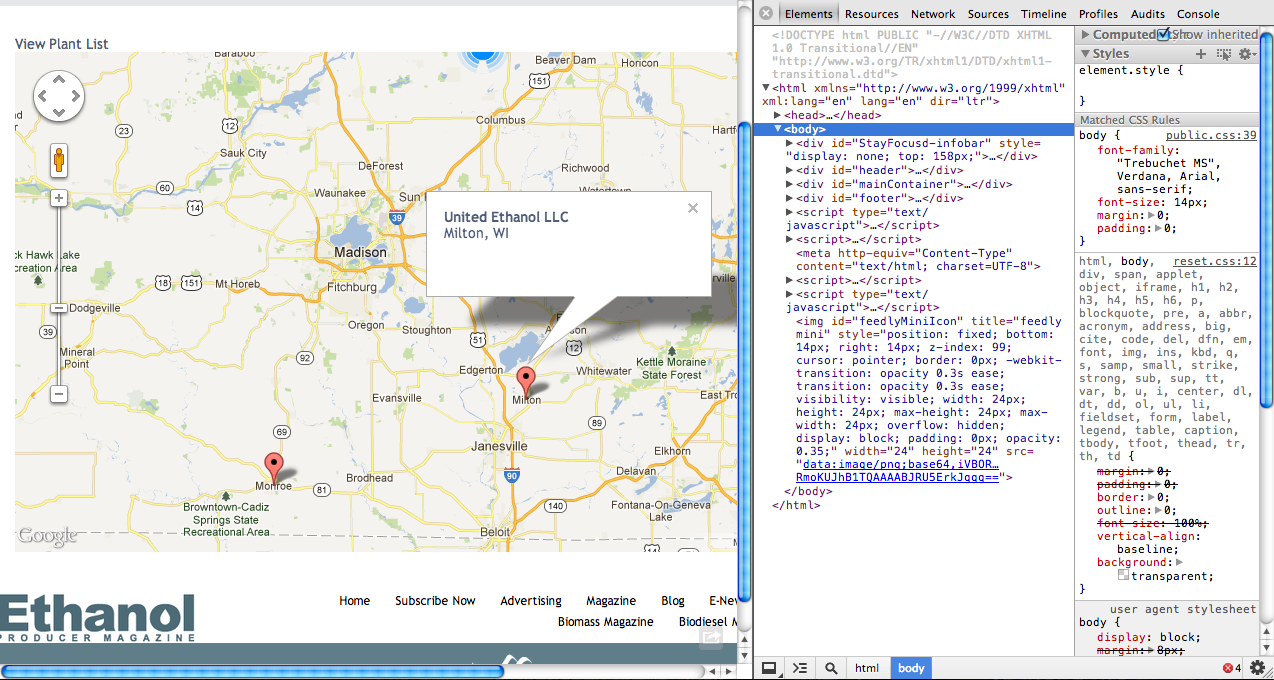 View Plant List
Baraboo
Beaver Dam
Horicon
151
23
12
Columbus
Hartf
Sauk City
DeForest
Richwood
60
Waunakee
Sun
Watertown
14
39
United Ethanol LLC
Milton, WI
Madison
ck Hawk Lake
creation Area
18
151
Mt Horeb
Fitchburg
Dodgeville
39
Oregon
Stoughton
51
12
Mineral
Point
92
Edgerton
Whitewater
Kettle Moraine
State Forest
Evansville
Milton
East Tro
89
69
Janesville
Elkhorn
90
Delavan
Monroe
81
Brodhead
Browntown-Cadiz
Springs State
Recreational Area
140
Fontana-On-Geneva
Lake
Google
Beloit
14
Ethanol
PRODUCER MAGAZINE
Home
Subscribe Now
Advertising
Magazine
Blog
E-Nev
Biomass Magazine
Biodiesel M
Elements
Resources
Network
Sources
Timeline
Profiles
Audits
Console
<!DOCTYPE html PUBLIC "-//W3C//DTD XHTML
1.0 Transitional//EN"
"http://www.w3.org/TR/xhtml1/DTD/xhtml1-
transitional.dtd">
<html xmlns="http://www.w3.org/1999/xhtml"
xml:lang="en" lang="en" dir="ltr">
<head>…</head>
<body>
<div id="StayFocusd-infobar" style=
"display: none; top: 158px;">…</div>
<div id="header">…</div>
<div id="mainContainer">…</div>
<div id="footer">…</div>
<script type="text/
javascript">…</script>
<script>…</script>
<meta http-equiv="Content-Type"
content="text/html; charset=UTF-8">
<script>…</script>
<script type="text/
javascript">…</script>
<img id="feedlyMiniIcon" title="feedly
mini" style="position: fixed; bottom:
14px; right: 14px; z-index: 99;
cursor: pointer; border: 0px; -webkit-
transition: opacity 0.3s ease;
transition: opacity 0.3s ease;
visibility: visible; width: 24px;
height: 24px; max-height: 24px; max-
width: 24px; overflow: hidden;
display: block; padding: 0px; opacity:
0.35;" width="24" height="24" src=
"data:image/png;base64,iVBOR…
RmoKUJhB1TQAAAABJRU5ErkJggg==">
</body>
</html>
Show inherited
Styles
element.style {
}
Matched CSS Rules
body {
public.css:39
font-family:
"Trebuchet MS",
Verdana, Arial,
sans-serif;
font-size: 14px;
margin: 0;
padding: 0;
}
html, body,
reset.css:12
div, span, applet,
object, iframe, h1, h2,
h3, h4, h5, h6, p,
blockquote, pre, a, abbr,
acronym, address, big,
cite, code, del, dfn, em,
font, img, ins, kbd, q,
s, samp, small, strike,
strong, sub, sup, tt,
var, b, u, i, center, dl,
dt, dd, ol, ul, li,
fieldset, form, label,
legend, table, caption,
tbody, tfoot, thead, tr,
th, td {
margin: 0;
padding: 0;
border: 0;
outline: 0;
font-size: 100%;
vertical-align:
baseline;
background:
transparent;
}
user agent stylesheet
body {
display: block;
margin: 8px;
html
body
4